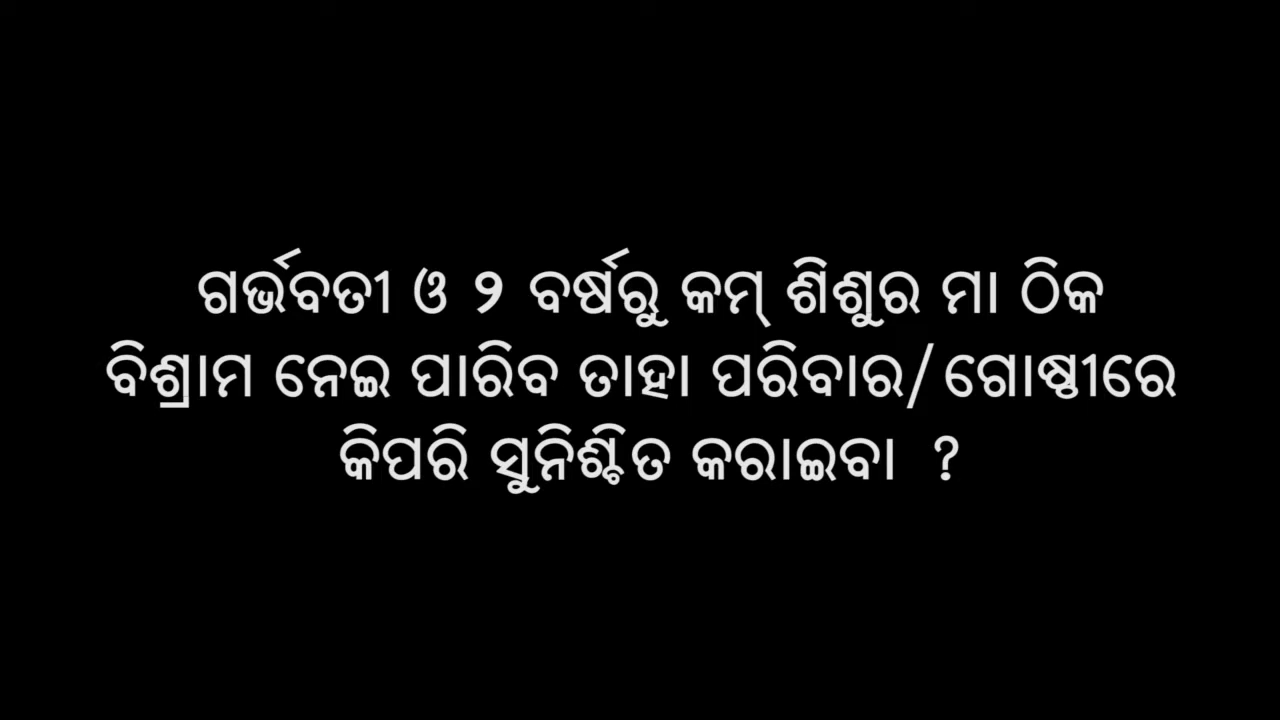 ଗର୍ଭବତୀ ଓ ୨ ବର୍ଷରୁ କମ୍ ଶିଶୁର ମା ଠିକ
ବିଶ୍ରାମ ନେଇ ପାରିବ ତାହା ପରିବାର/ଗୋଷ୍ଠୀରେ
କିପରି ସୁନିଶ୍ଚିତ କରାଇବା ?